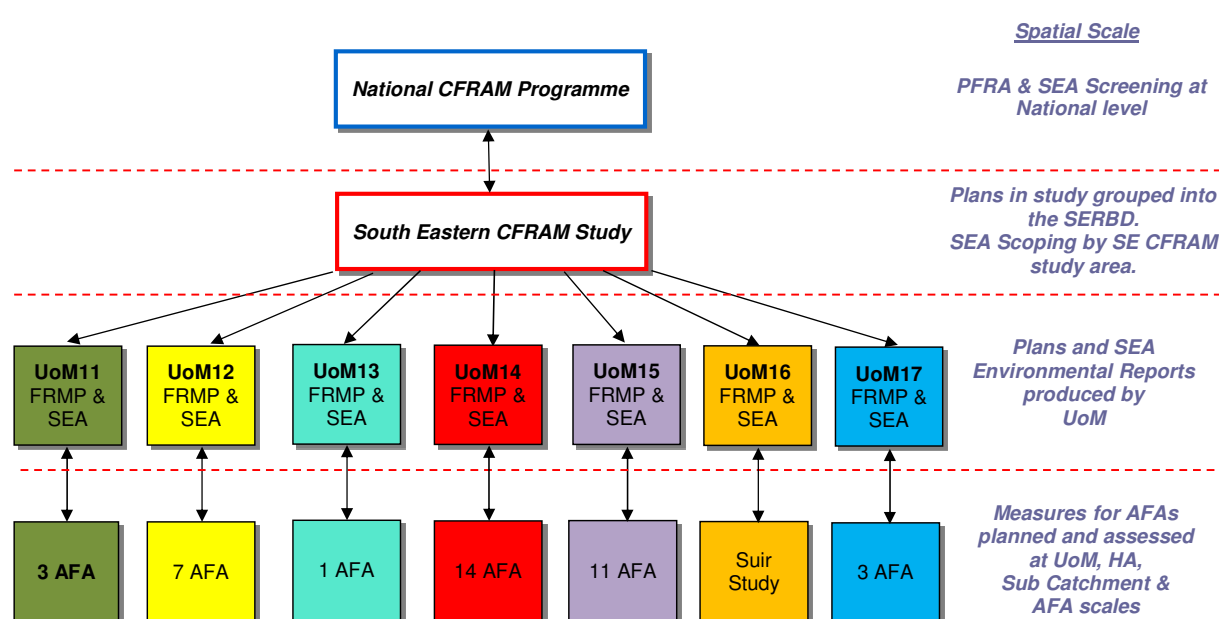 Spatial Scale
National CFRAM Programme
PFRA & SEA Screening at
National level
South Eastern CFRAM Study
Plans in study grouped into
the SERBD.
SEA Scoping by SE CFRAM
study area.
UoM11
FRMP &
SEA
UoM12
FRMP &
SEA
UoM13
FRMP &
SEA
UoM14
FRMP &
SEA
UoM15
FRMP &
SEA
UoM16
FRMP &
SEA
UoM17
FRMP &
SEA
Plans and SEA
Environmental Reports
produced by
UoM
3 AFA
7 AFA
1 AFA
14 AFA
11 AFA
Suir
Study
3 AFA
Measures for AFAs
planned and assessed
at UoM, HA,
Sub Catchment &
AFA scales